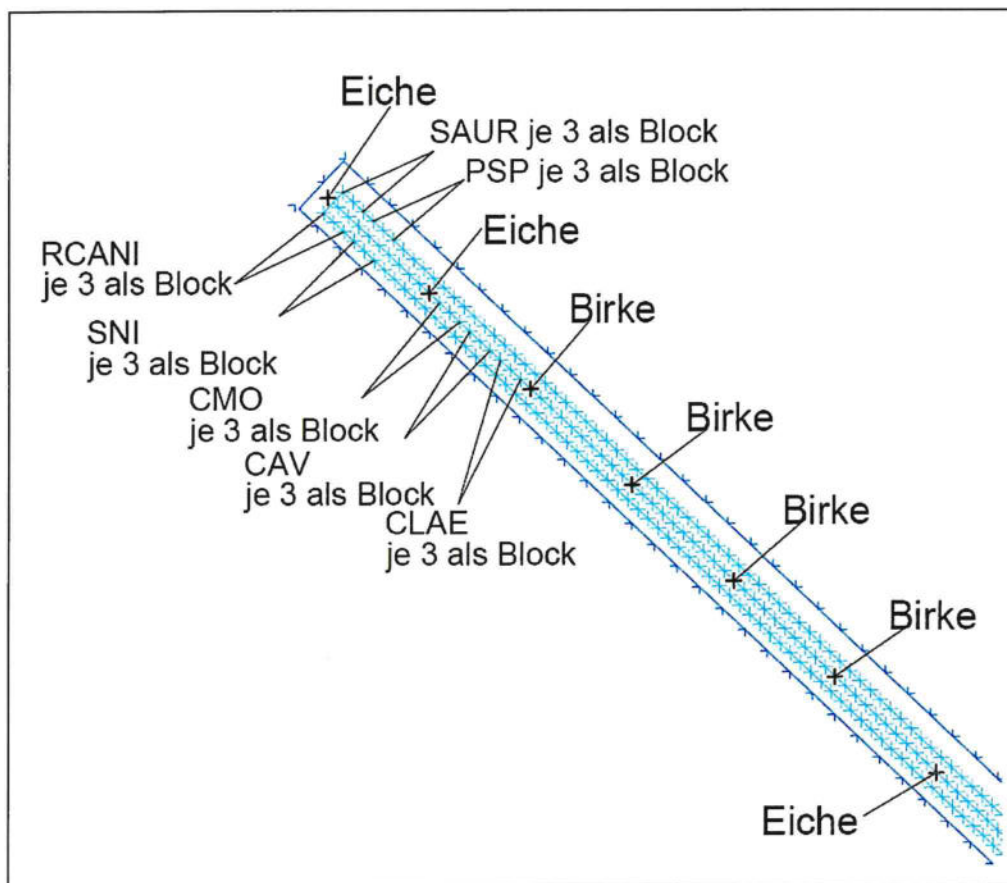 Eiche
SAUR je 3 als Block
PSP je 3 als Block
Eiche
RCANI
je 3 als Block
Birke
SNI
je 3 als Block
CMO
je 3 als Block
Birke
CAV
je 3 als Block
CLAE
je 3 als Block
Birke
Birke
Eiche